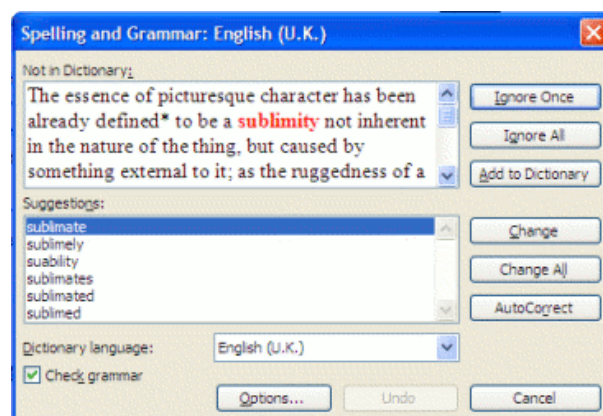 Spelling and Grammar: English (U.K.)
Not in Dictionary:
The essence of picturesque character has been
already defined* to be a sublimity not inherent
in the nature of the thing, but caused by
something external to it; as the ruggedness of a
Ignore Once
Ignore All
Add to Dictionary
Suggestions:
sublimate
sublimely
suability
sublimates
sublimated
sublimed
Change
Change All
AutoCorrect
Dictionary language:
English (U.K.)
Check grammar
Options...
Undo
Cancel